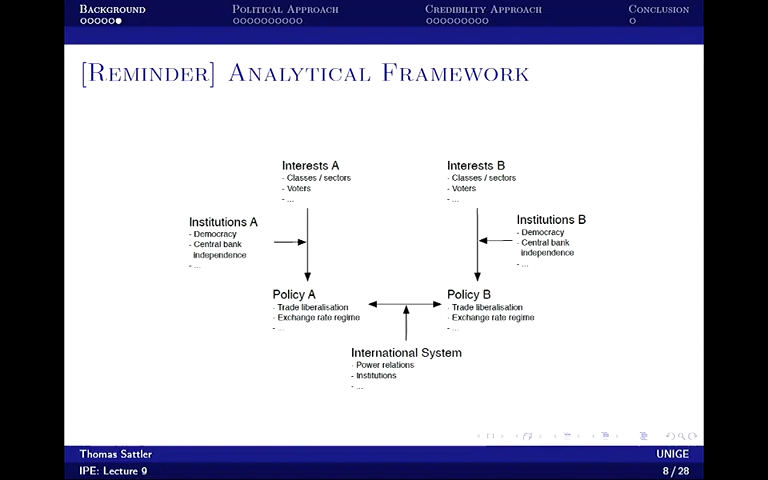 BACKGROUND
POLITICAL APPROACH
CREDIBILITY APPROACH
CONCLUSION
[REMINDER] ANALYTICAL FRAMEWORK
Interests A
- Classes / sectors
- Voters
- ...
Interests B
- Classes / sectors
- Voters
- ...
Institutions A
- Democracy
- Central bank
independence
- ...
Institutions B
- Democracy
- Central bank
independence
- ...
Policy A
- Trade liberalisation
- Exchange rate regime
- ...
Policy B
- Trade liberalisation
- Exchange rate regime
- ...
International System
- Power relations
- Institutions
- ...
Thomas Sattler
UNIGE
IPE: Lecture 9
8 / 28